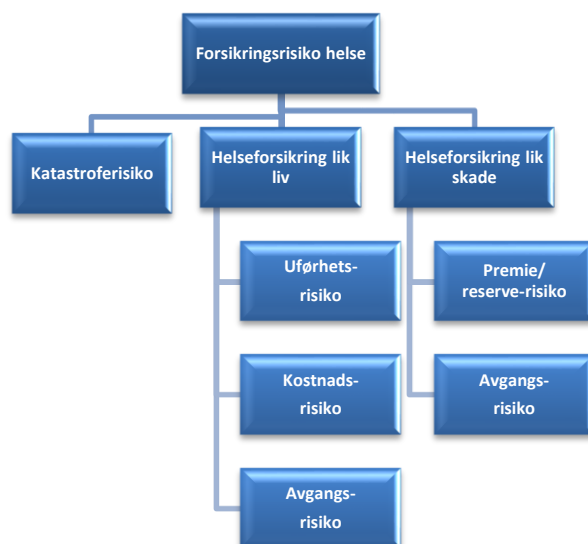 Forsikringsrisiko helse
Katastroferisiko
Helseforsikring lik
liv
Helseforsikring lik
skade
Uførhets-
risiko
Premie/
reserve-risiko
Kostnads-
risiko
Avgangs-
risiko
Avgangs-
risiko